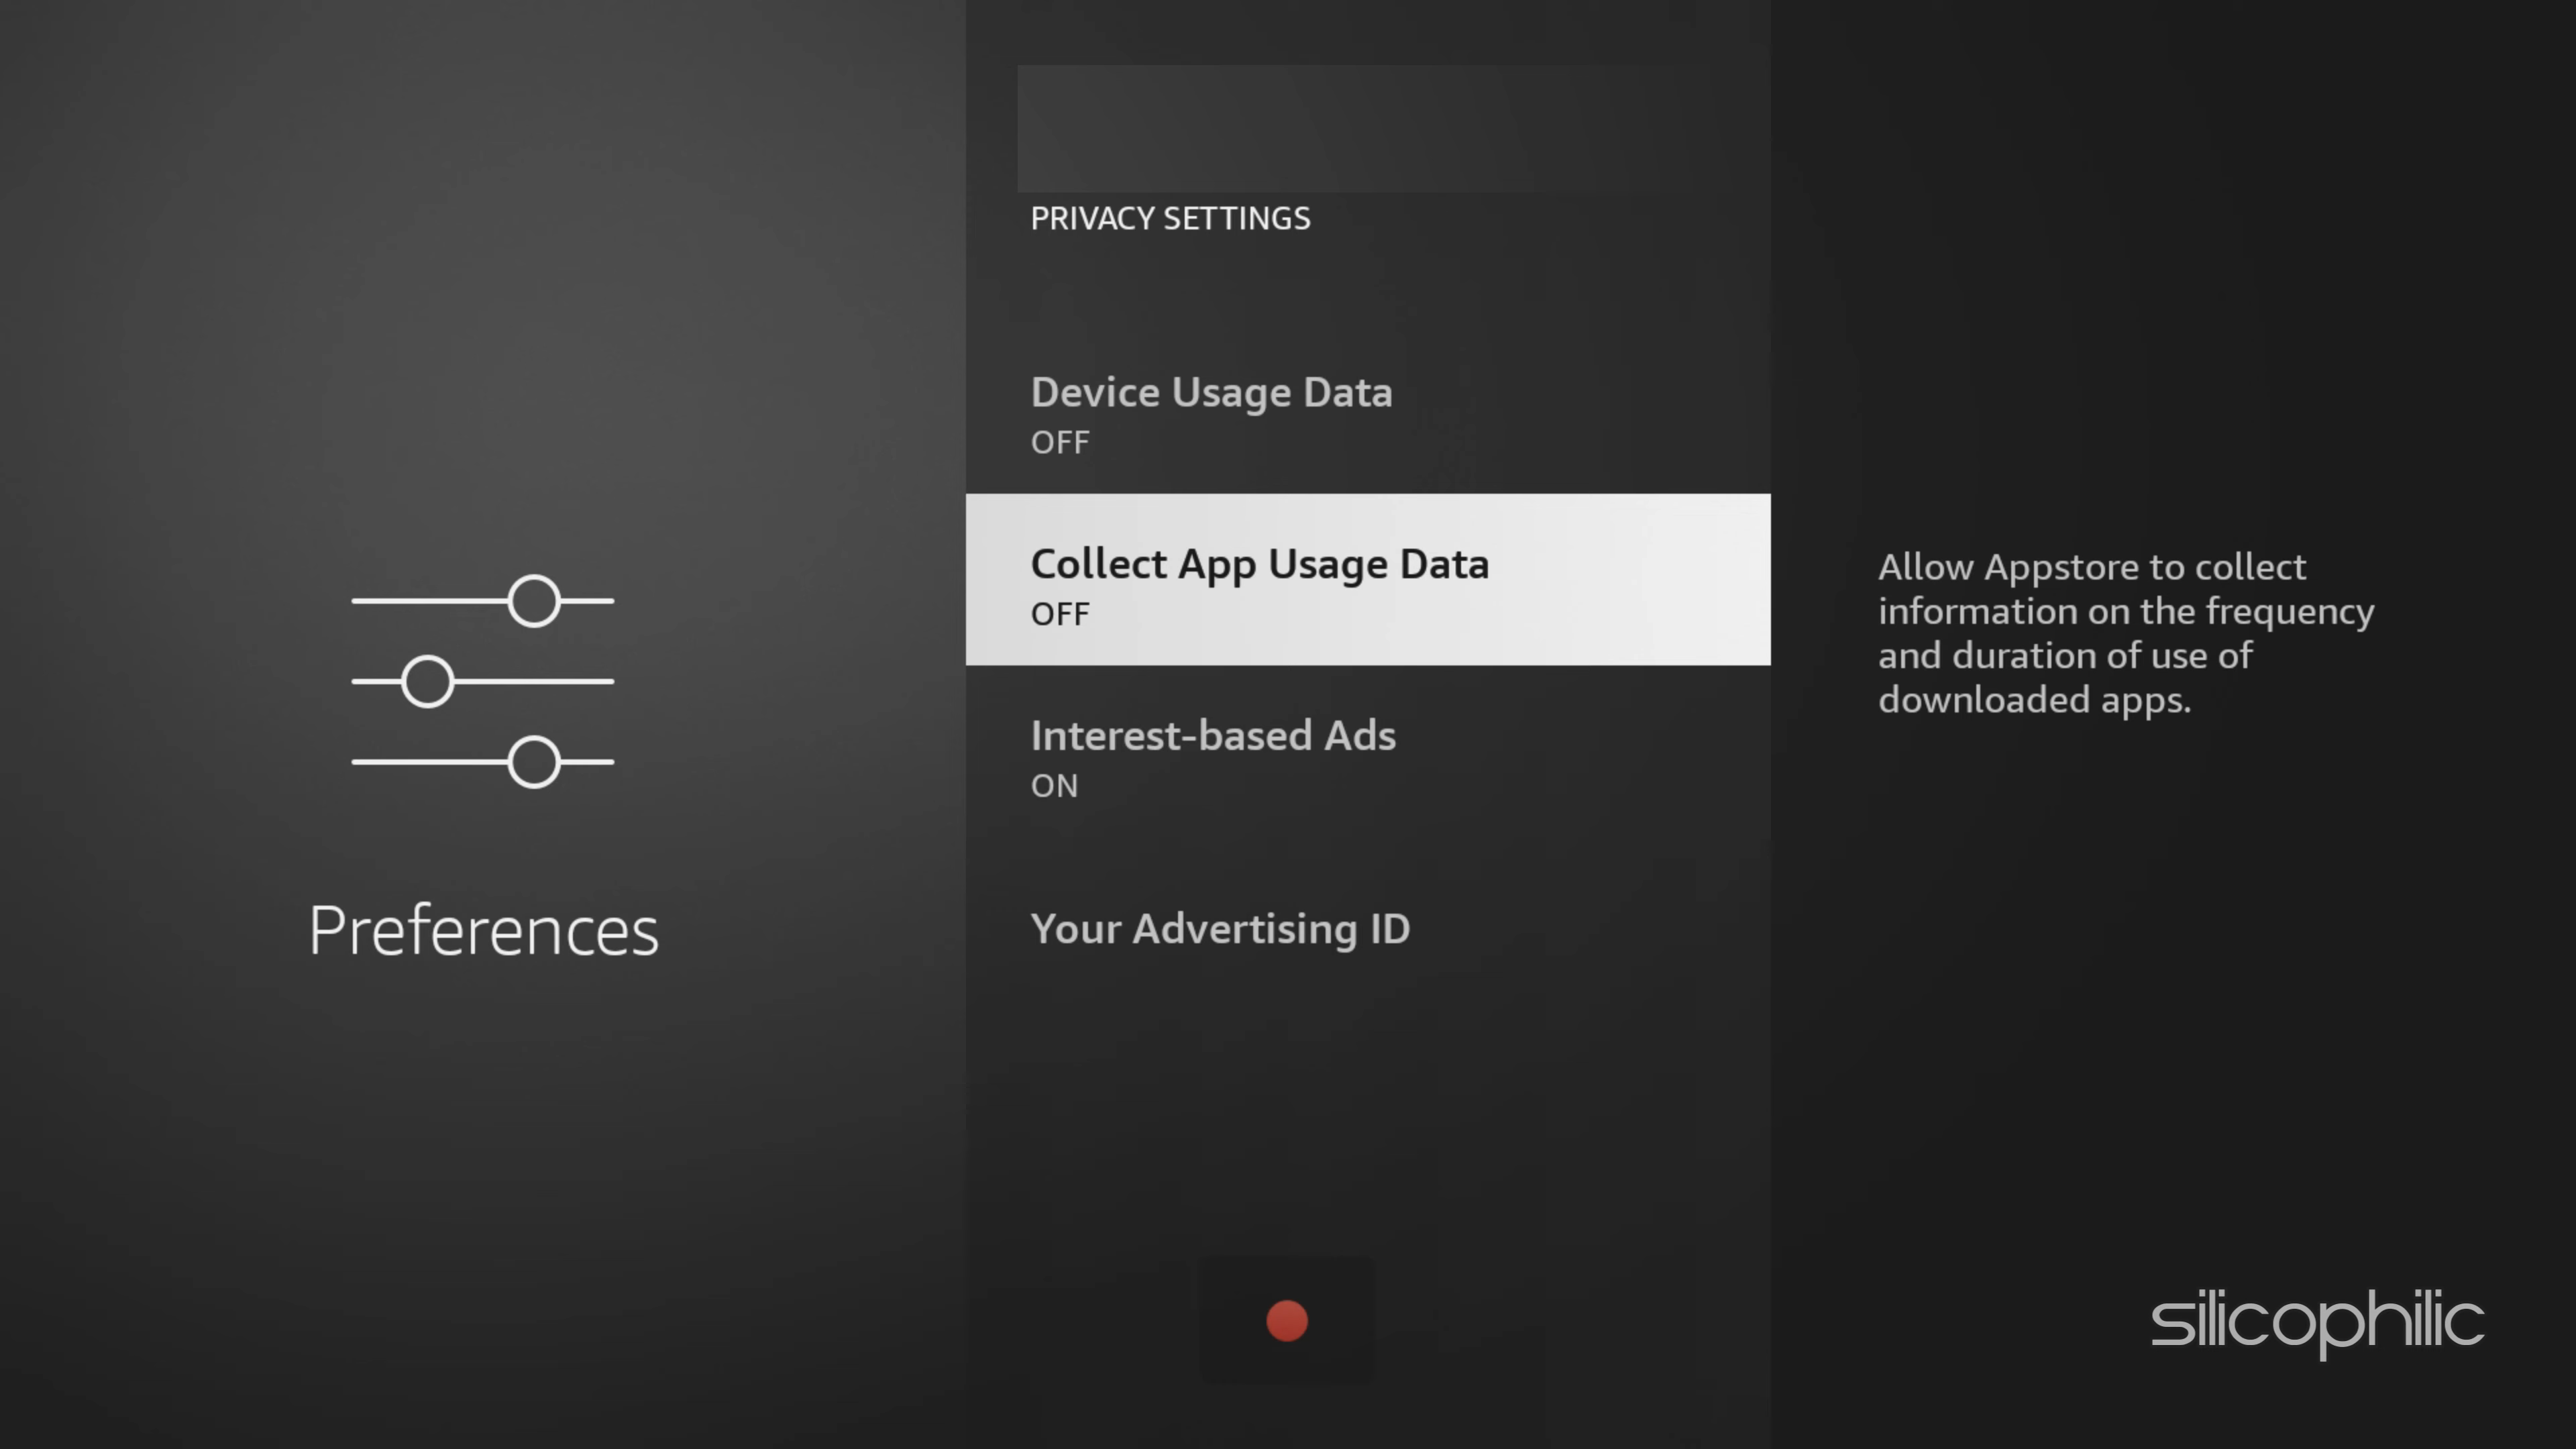 Preferences
PRIVACY SETTINGS
Device Usage Data
OFF
Collect App Usage Data
OFF
Interest-based Ads
ON
Your Advertising ID
Allow Appstore to collect
information on the frequency
and duration of use of
downloaded apps.
silicophilic